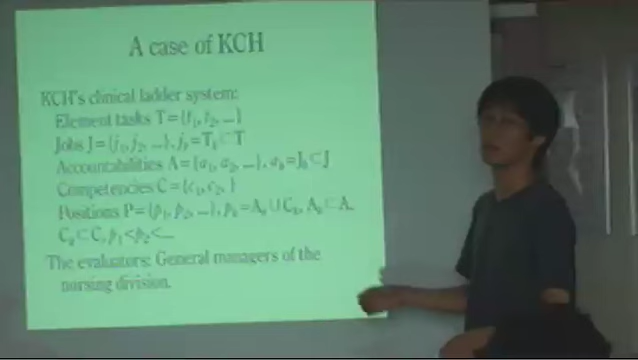 A case of KCH
KCH's clinical ladder system:
Element tasks T={t₁, t₂, ...}
Jobs J={j₁, j₂, ...}, jₖ=Tₖ⊂T
Accountabilities A={a₁, a₂, ...}, aₖ=Jₖ⊂J
Competencies C={c₁, c₂, }
Positions P={p₁, p₂, ...}, pₖ=Aₖ∪Cₖ, Aₖ⊂A,
Cₖ⊂C, p₁<p₂<...
The evaluators: General managers of the
nursing division.